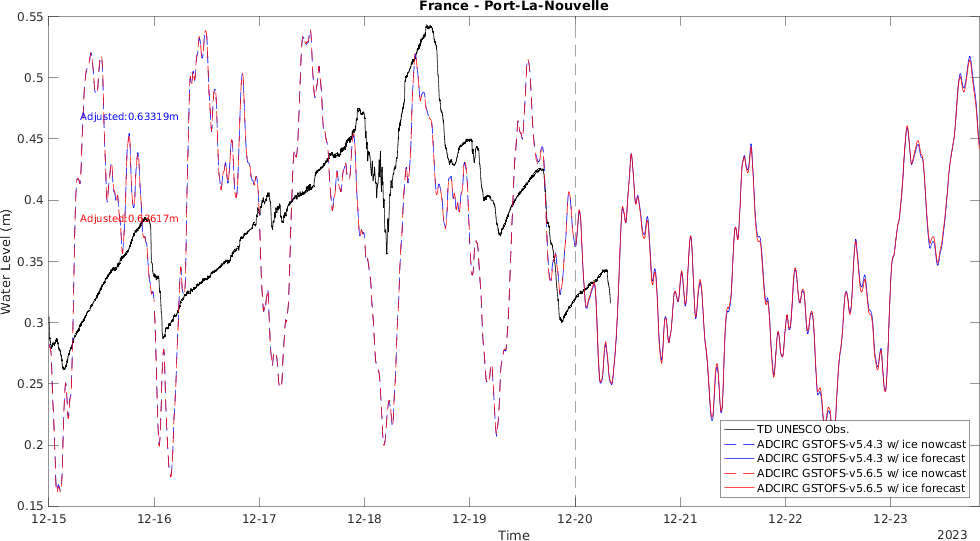 France - Port-La-Nouvelle
0.55
0.5
0.45
0.4
0.35
0.3
0.25
0.2
0.15
Water Level (m)
Adjusted:0.63319m
Adjusted:0.63617m
TD UNESCO Obs.
ADCIRC GSTOFS-v5.4.3 w/ ice nowcast
ADCIRC GSTOFS-v5.4.3 w/ ice forecast
ADCIRC GSTOFS-v5.6.5 w/ ice nowcast
ADCIRC GSTOFS-v5.6.5 w/ ice forecast
12-15 12-16 12-17 12-18 12-19 12-20 12-21 12-22 12-23
Time
2023